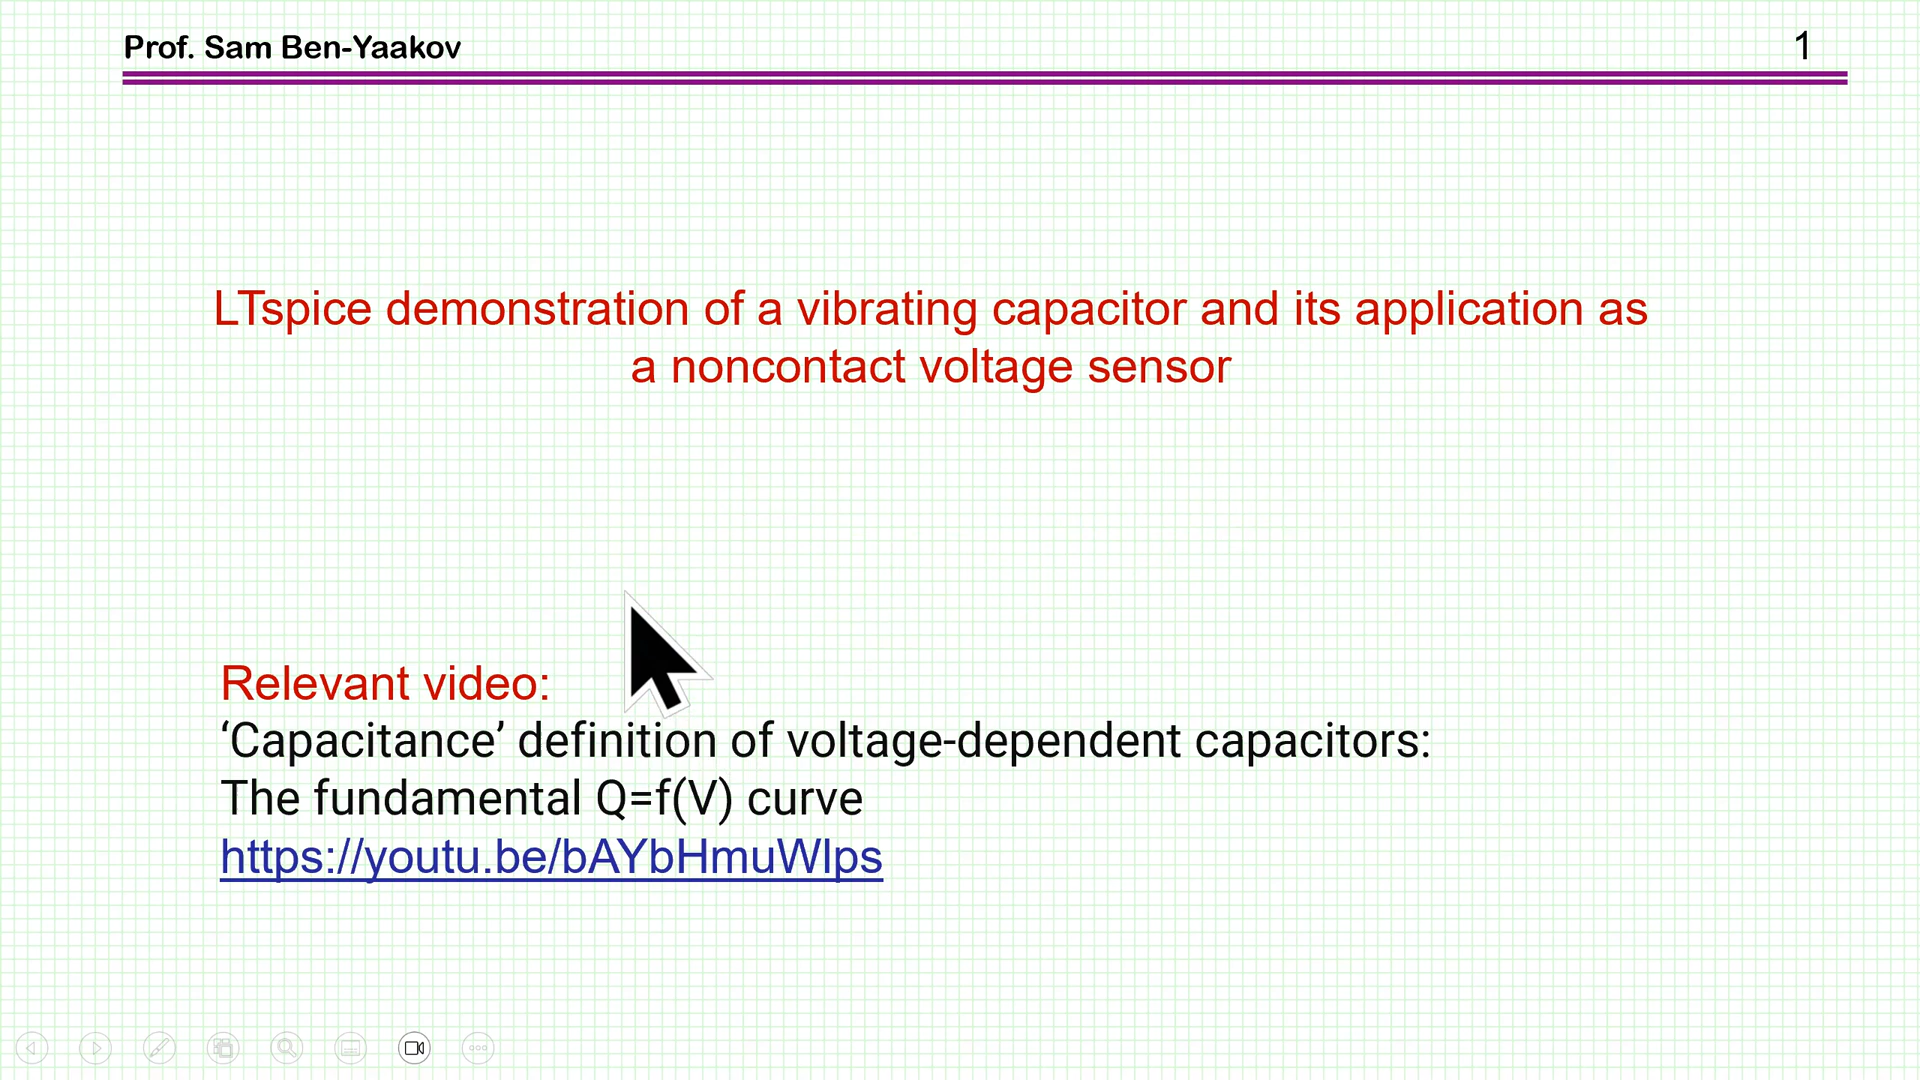 Prof. Sam Ben-Yaakov
1
LTspice demonstration of a vibrating capacitor and its application as
a noncontact voltage sensor
Relevant video:
‘Capacitance’ definition of voltage-dependent capacitors:
The fundamental Q=f(V) curve
https://youtu.be/bAYbHmuWlps